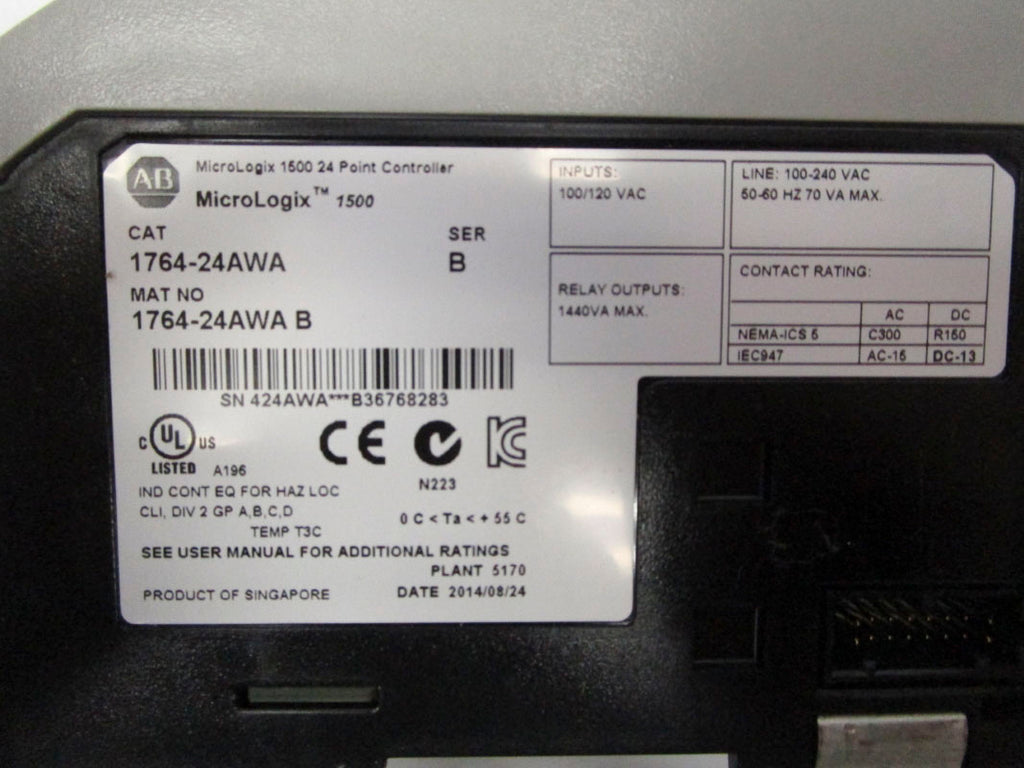 AB
MicroLogix 1500 24 Point Controller
MicroLogix™ 1500
CAT
SER
1764-24AWA
B
MAT NO
1764-24AWA B
SN 424AWA***B36768283
C UL US
LISTED A196
CE
N223
IND CONT EQ FOR HAZ LOC
CLI, DIV 2 GP A,B,C,D
0 C < Ta < + 55 C
TEMP T3C
SEE USER MANUAL FOR ADDITIONAL RATINGS
PLANT 5170
PRODUCT OF SINGAPORE
DATE 2014/08/24
INPUTS:
100/120 VAC
LINE: 100-240 VAC
50-60 HZ 70 VA MAX.
RELAY OUTPUTS:
1440VA MAX.
CONTACT RATING:
AC DC
NEMA-ICS 5 C300 R150
IEC947 AC-15 DC-13